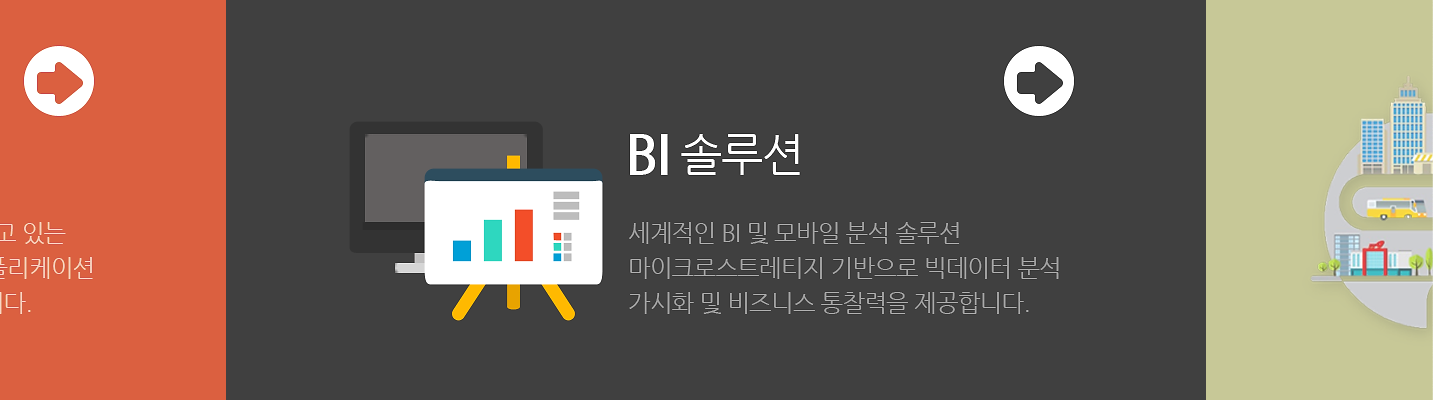 고 있는
플리케이션
니다.
BI 솔루션
세계적인 BI 및 모바일 분석 솔루션
마이크로스트레티지 기반으로 빅데이터 분석
가시화 및 비즈니스 통찰력을 제공합니다.